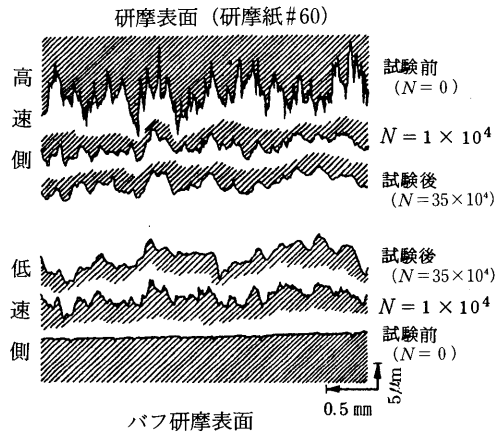 研摩表面 (研摩紙#60)
高速側
試験前
(N=0)
N=1×10⁴
試験後
(N=35×10⁴)
低速側
試験後
(N=35×10⁴)
N=1×10⁴
試験前
(N=0)
5μm
0.5 mm
バフ研摩表面